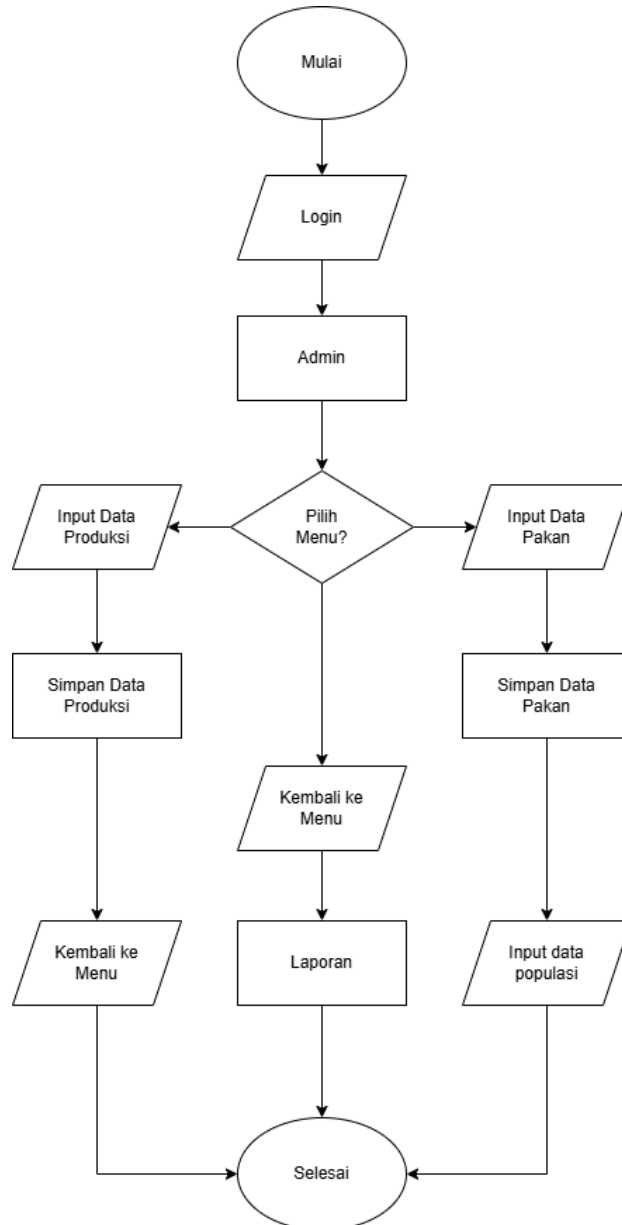 Mulai
Login
Admin
Pilih
Menu?
Input Data
Produksi
Input Data
Pakan
Simpan Data
Produksi
Simpan Data
Pakan
Kembali ke
Menu
Kembali ke
Menu
Laporan
Input data
populasi
Selesai